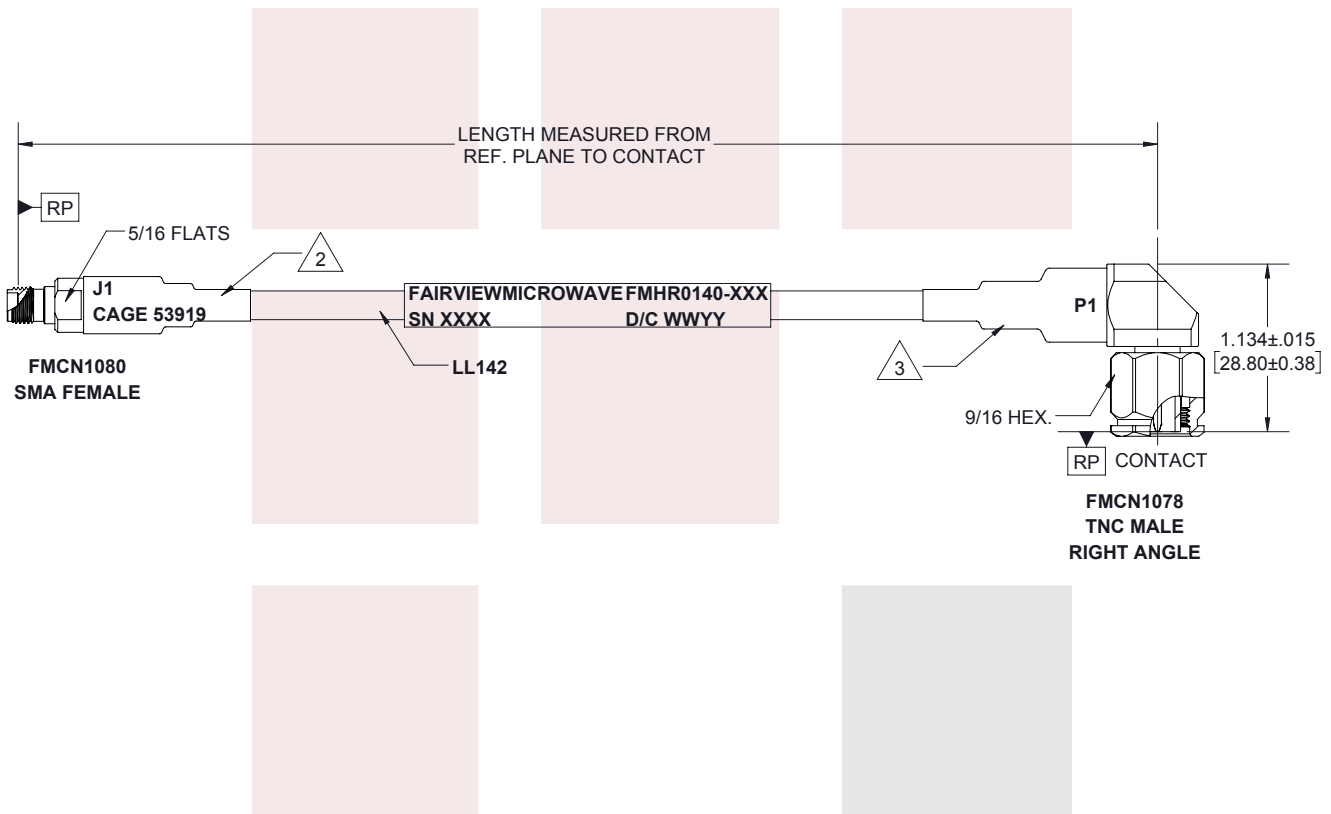 LENGTH MEASURED FROM
REF. PLANE TO CONTACT
RP
5/16 FLATS
2
J1
CAGE 53919
FAIRVIEWMICROWAVE FMHR0140-XXX
SN XXXX D/C WWYY
P1
1.134±.015
[28.80±0.38]
FMCN1080
SMA FEMALE
LL142
3
9/16 HEX.
RP CONTACT
FMCN1078
TNC MALE
RIGHT ANGLE